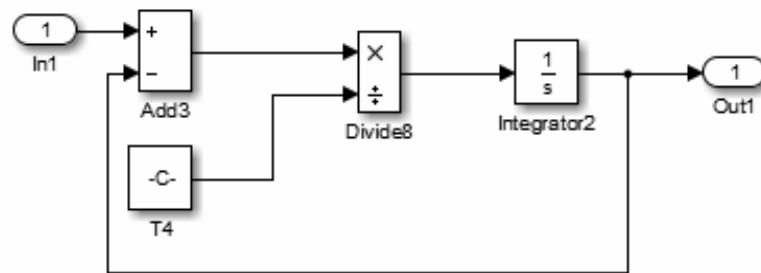 1
In1
+
−
Add3
-C-
T4
×
÷
Divide8
1
s
Integrator2
1
Out1